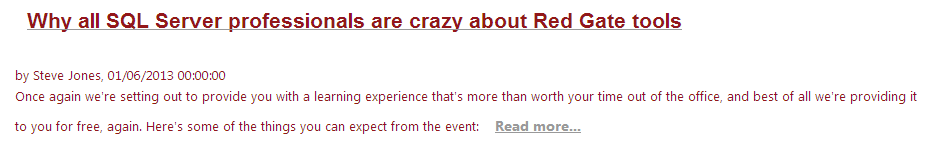 Why all SQL Server professionals are crazy about Red Gate tools
by Steve Jones, 01/06/2013 00:00:00
Once again we're setting out to provide you with a learning experience that's more than worth your time out of the office, and best of all we're providing it
to you for free, again. Here's some of the things you can expect from the event: Read more...